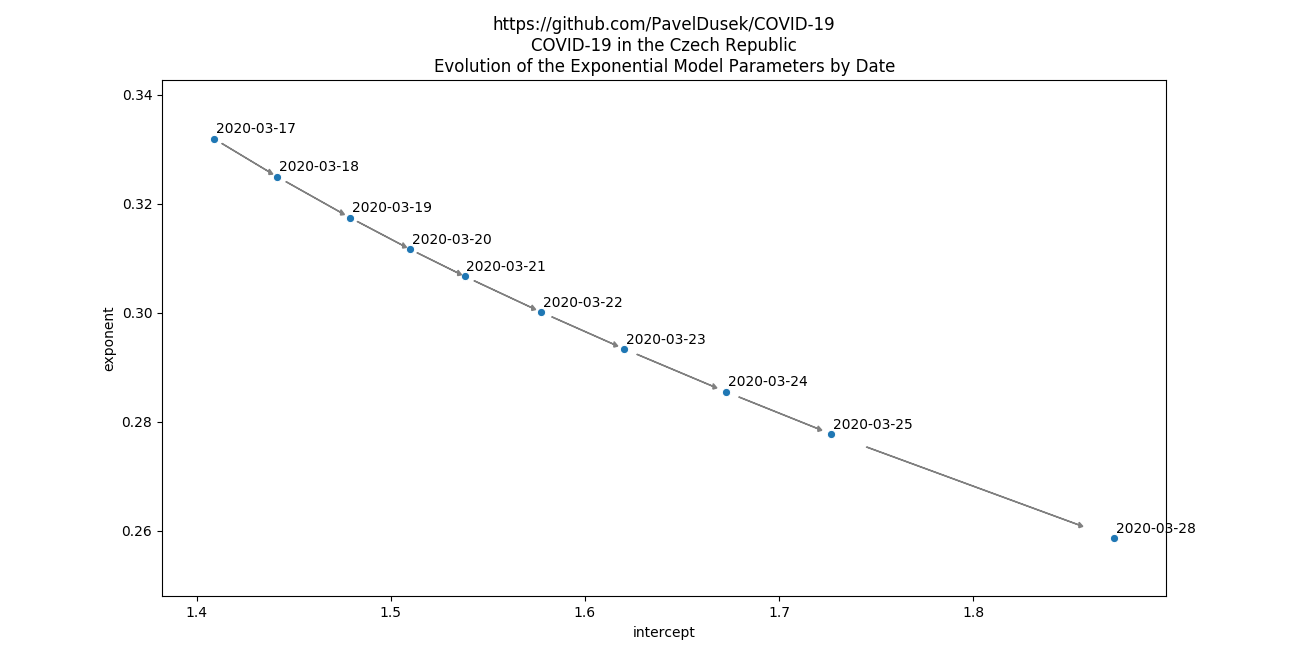 https://github.com/PavelDusek/COVID-19
COVID-19 in the Czech Republic
Evolution of the Exponential Model Parameters by Date
0.34
0.32
0.30
0.28
0.26
exponent
2020-03-17
2020-03-18
2020-03-19
2020-03-20
2020-03-21
2020-03-22
2020-03-23
2020-03-24
2020-03-25
2020-03-28
1.4 1.5 1.6 1.7 1.8
intercept